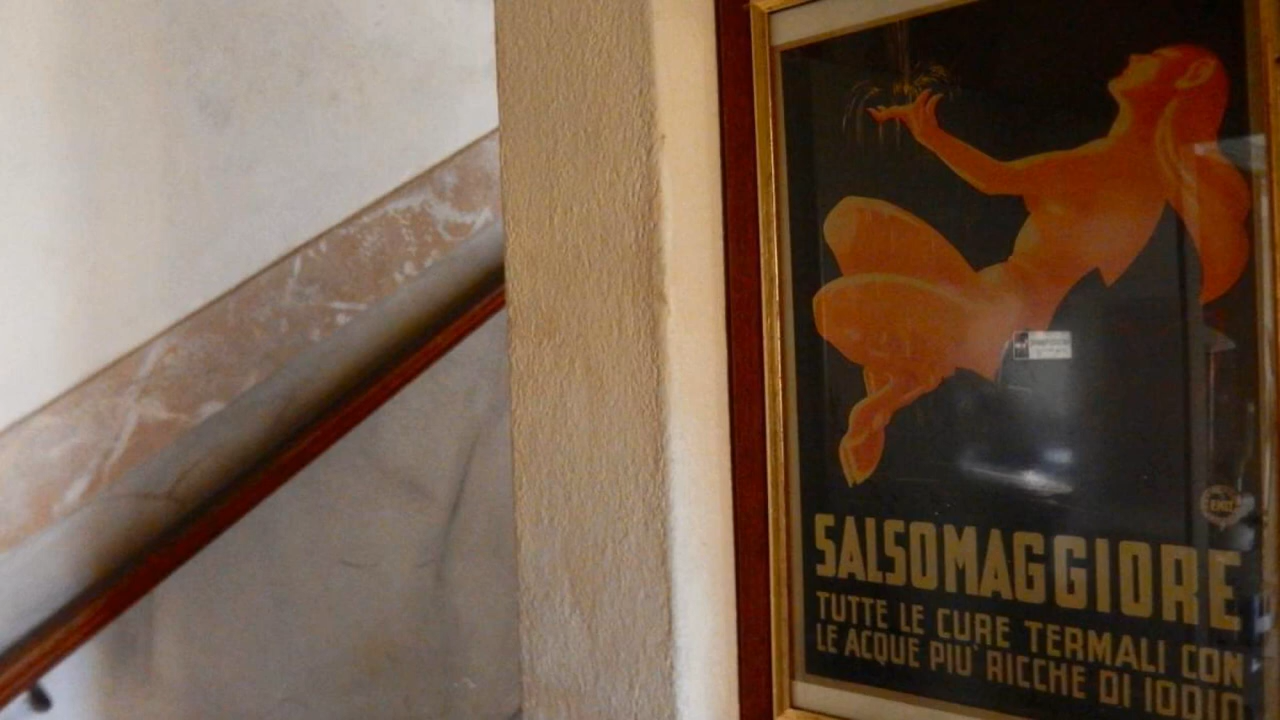 SALSOMAGGIORE
TUTTE LE CURE TERMALI CON
LE ACQUE PIU' RICCHE DI IODIO